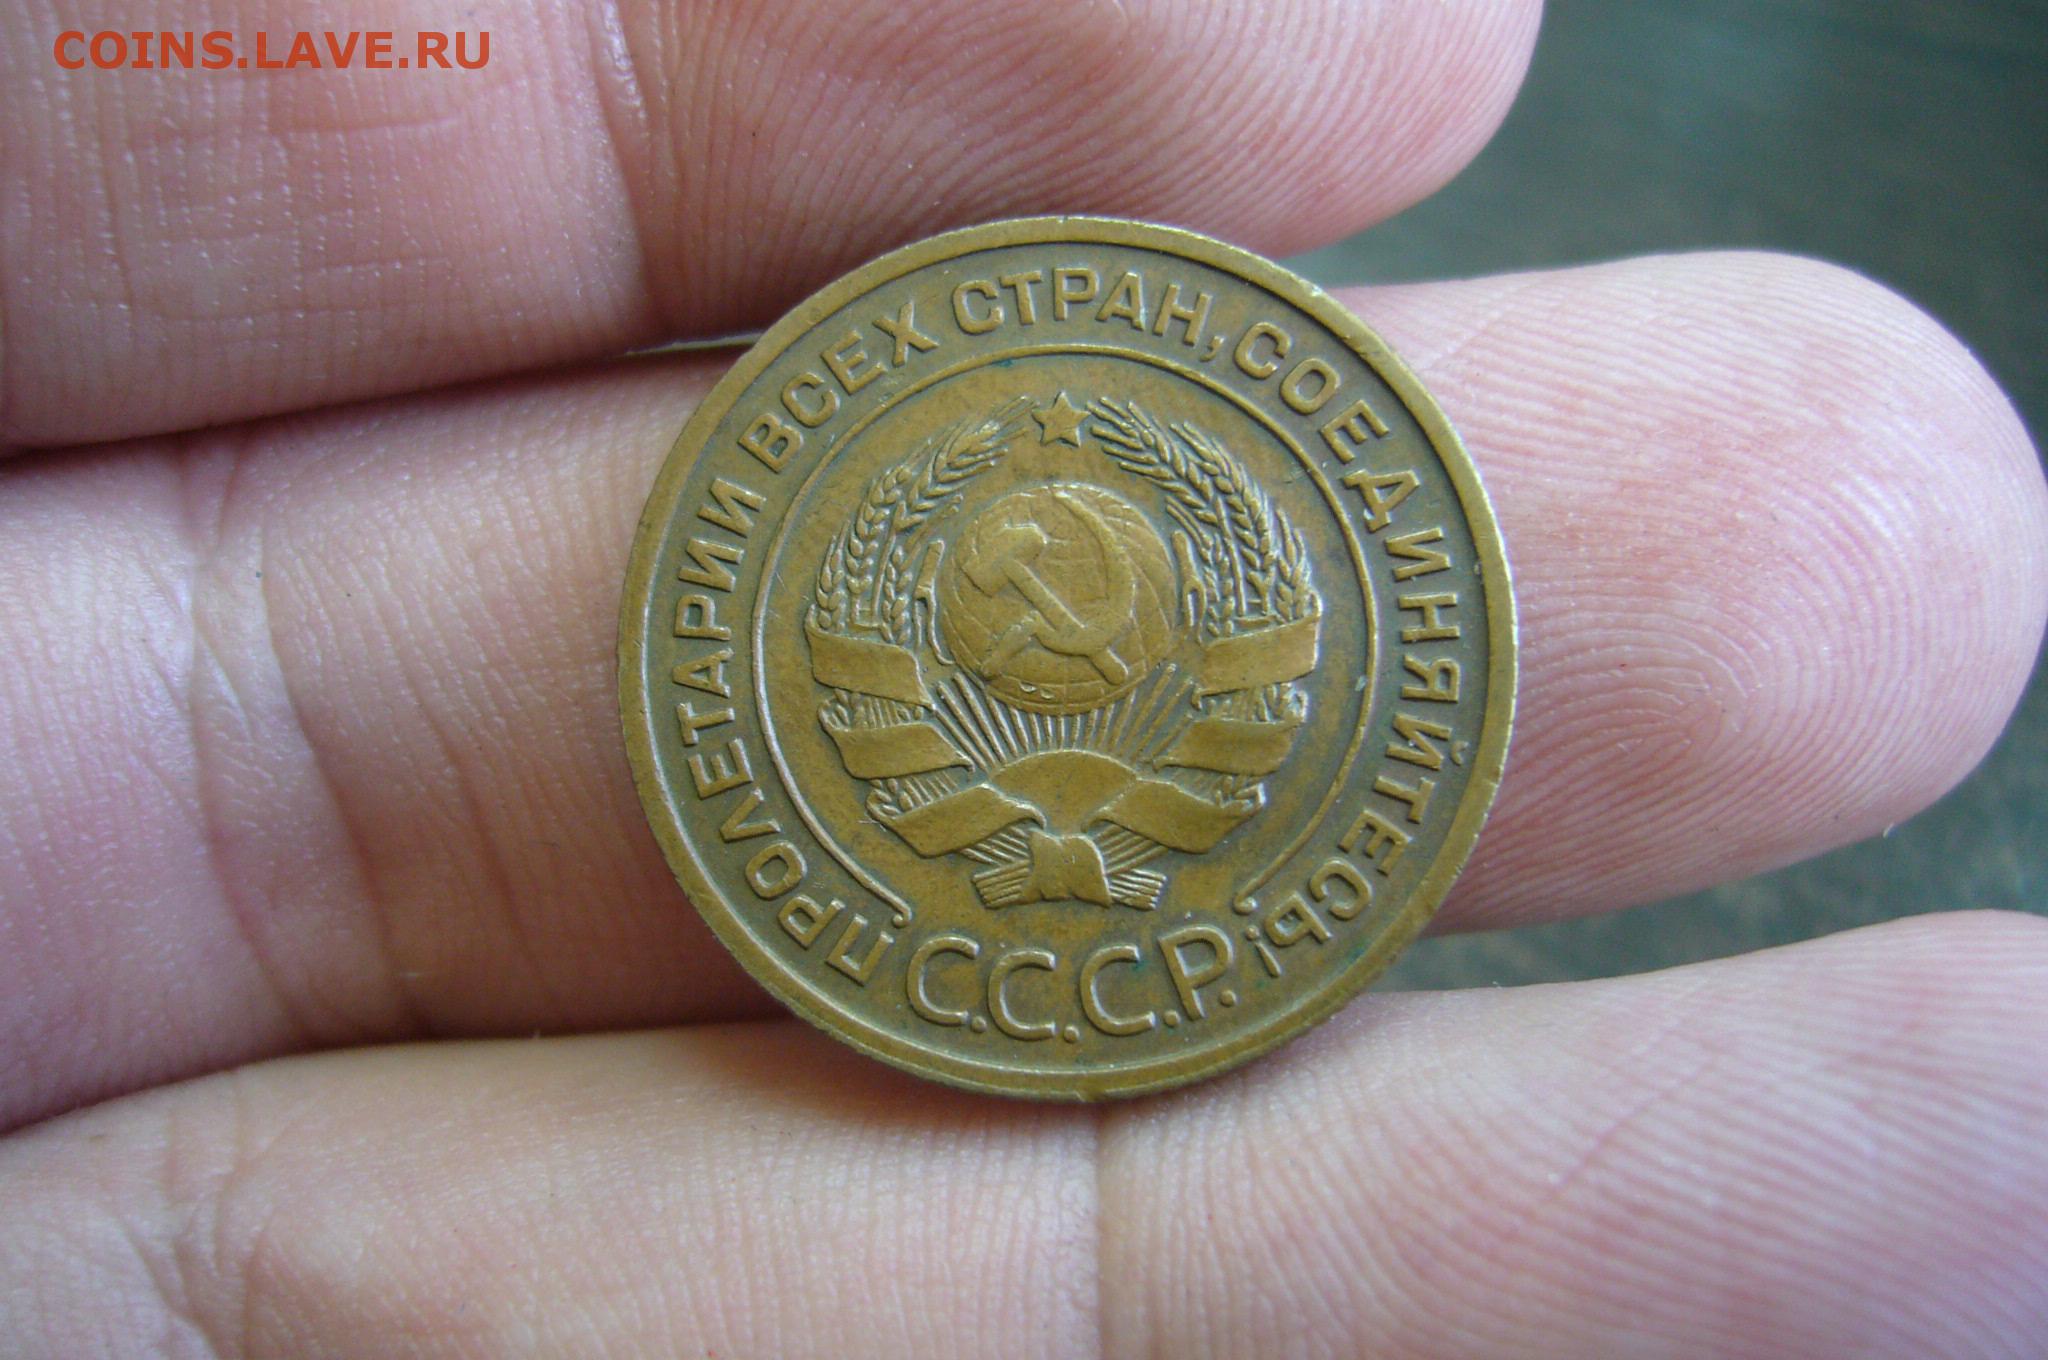 COINS.LAVE.RU
ПРОЛЕТАРИИ ВСЕХ СТРАН, СОЕДИНЯЙТЕСЬ!
С.С.С.Р.